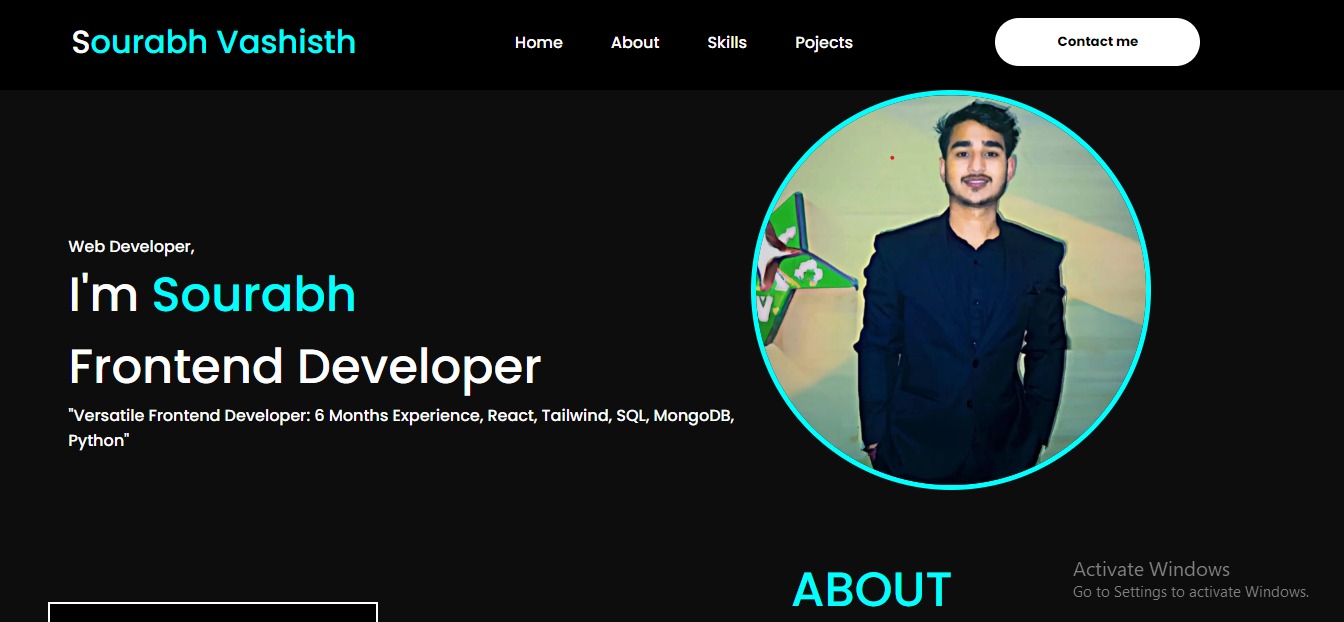 Sourabh Vashisth
Home
About
Skills
Pojects
Contact me
Web Developer,
I'm Sourabh
Frontend Developer
"Versatile Frontend Developer: 6 Months Experience, React, Tailwind, SQL, MongoDB,
Python"
ABOUT
Activate Windows
Go to Settings to activate Windows.